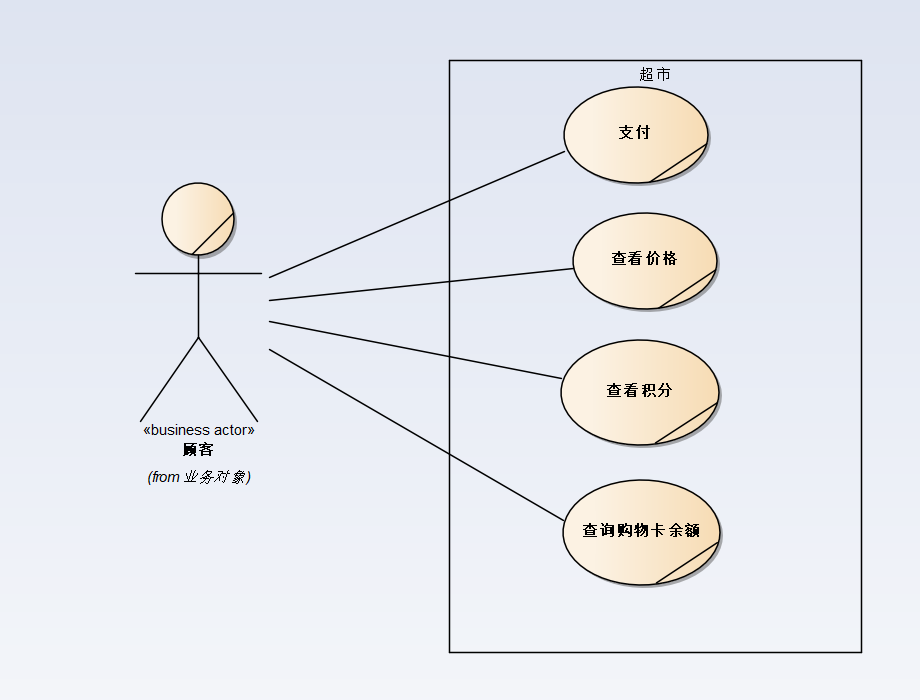 超市
支付
查看价格
查看积分
查询购物卡余额
«business actor»
顾客
(from 业务对象)